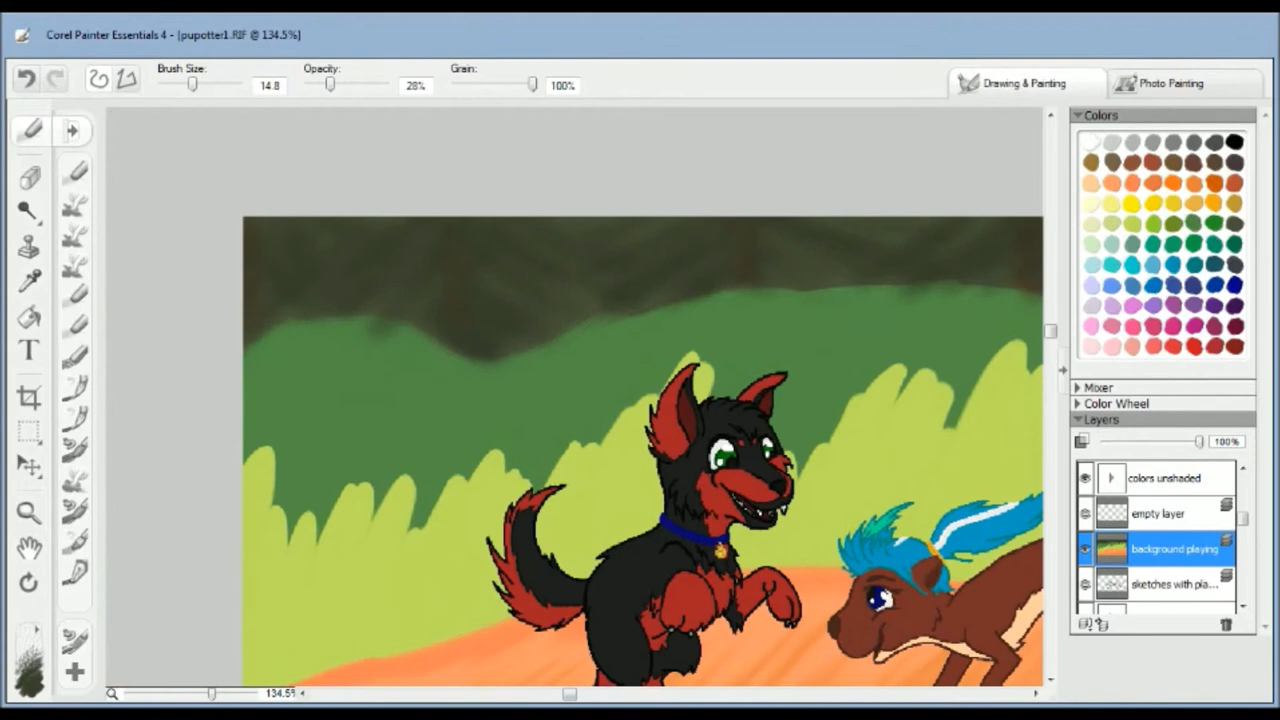 Corel Painter Essentials 4 - [pupotter1.RIF @ 134.5%]
Brush Size: 14.8 Opacity: 28% Grain: 100%
Drawing & Painting Photo Painting
Colors
Mixer
Color Wheel
Layers
100%
colors unshaded
empty layer
background playing
sketches with pla...
T
134.5%